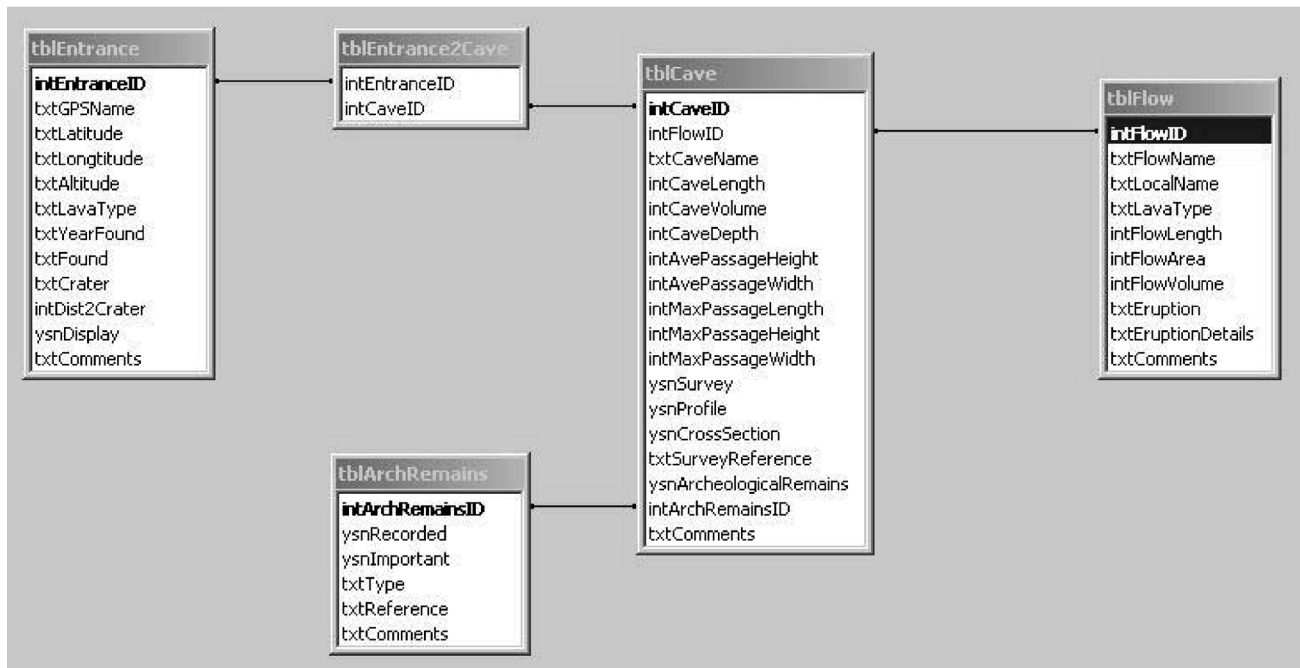 tblEntrance
intEntranceID
txtGPSName
txtLatitude
txtLongtitude
txtAltitude
txtLavaType
txtYearFound
txtFound
txtCrater
intDist2Crater
ysnDisplay
txtComments
tblEntrance2Cave
intEntranceID
intCaveID
tblCave
intCaveID
intFlowID
txtCaveName
intCaveLength
intCaveVolume
intCaveDepth
intAvePassageHeight
intAvePassageWidth
intMaxPassageLength
intMaxPassageHeight
intMaxPassageWidth
ysnSurvey
ysnProfile
ysnCrossSection
txtSurveyReference
ysnArcheologicalRemains
intArchRemainsID
txtComments
tblFlow
intFlowID
txtFlowName
txtLocalName
txtLavaType
intFlowLength
intFlowArea
intFlowVolume
txtEruption
txtEruptionDetails
txtComments
tblArchRemains
intArchRemainsID
ysnRecorded
ysnImportant
txtType
txtReference
txtComments